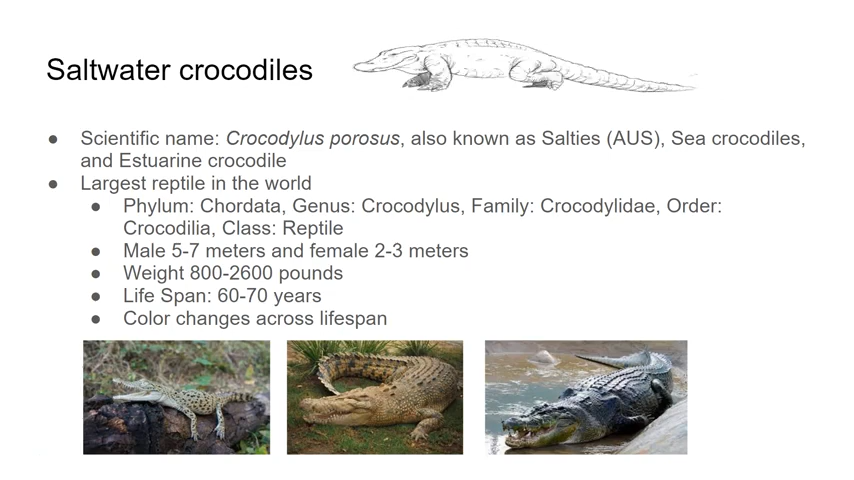 Saltwater crocodiles
● Scientific name: Crocodylus porosus, also known as Salties (AUS), Sea crocodiles,
and Estuarine crocodile
● Largest reptile in the world
● Phylum: Chordata, Genus: Crocodylus, Family: Crocodylidae, Order:
Crocodilia, Class: Reptile
● Male 5-7 meters and female 2-3 meters
● Weight 800-2600 pounds
● Life Span: 60-70 years
● Color changes across lifespan